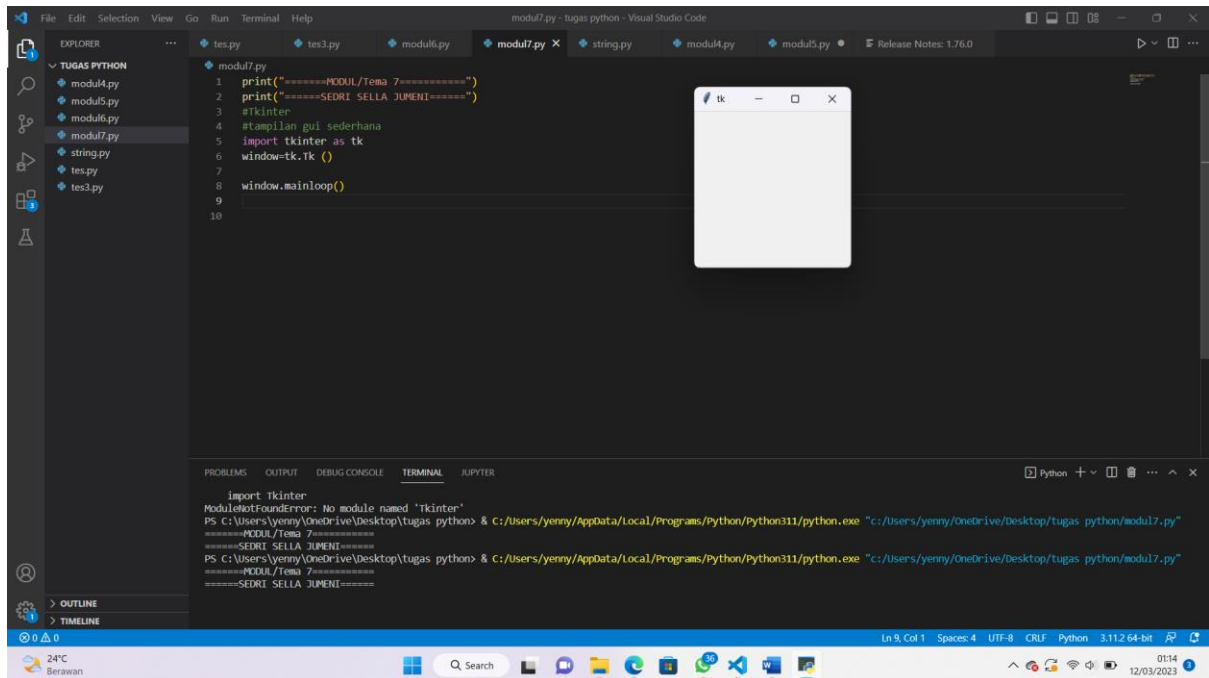 File Edit Selection View Go Run Terminal Help modul7.py - tugas python - Visual Studio Code
EXPLORER ...
tes.py tes3.py modul6.py modul7.py string.py modul4.py modul5.py Release Notes: 1.76.0
TUGAS PYTHON
modul4.py
modul5.py
modul6.py
modul7.py
string.py
tes.py
tes3.py
modul7.py
1 print("=======MODUL/Tema 7===========")
2 print("======SEDRI SELLA JUMENI======")
3 #Tkinter
4 #tampilan gui sederhana
5 import tkinter as tk
6 window=tk.Tk ()
7
8 window.mainloop()
9
10
tk
PROBLEMS OUTPUT DEBUG CONSOLE TERMINAL JUPYTER
Python
import Tkinter
ModuleNotFoundError: No module named 'Tkinter'
PS C:\Users\yenny\OneDrive\Desktop\tugas python> & C:/Users/yenny/AppData/Local/Programs/Python/Python311/python.exe "c:/Users/yenny/OneDrive/Desktop/tugas python/modul7.py"
=======MODUL/Tema 7===========
======SEDRI SELLA JUMENI======
PS C:\Users\yenny\OneDrive\Desktop\tugas python> & C:/Users/yenny/AppData/Local/Programs/Python/Python311/python.exe "c:/Users/yenny/OneDrive/Desktop/tugas python/modul7.py"
=======MODUL/Tema 7===========
======SEDRI SELLA JUMENI======
1
3
1
OUTLINE
TIMELINE
0 0 Ln 9, Col 1 Spaces: 4 UTF-8 CRLF Python 3.11.2 64-bit
24°C
Berawan
Search
39
01:14
12/03/2023
3